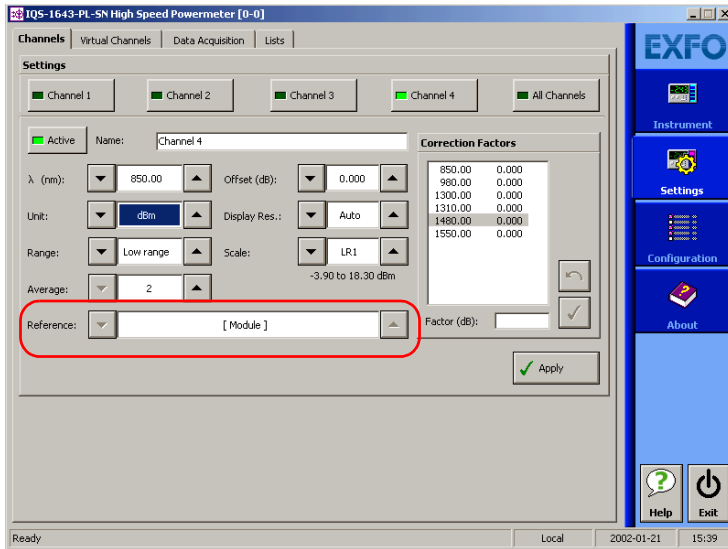 IQS-1643-PL-SN High Speed Powermeter [0-0]
Channels Virtual Channels Data Acquisition Lists
Settings
Channel 1 Channel 2 Channel 3 Channel 4 All Channels
Active Name: Channel 4
λ (nm): 850.00 Offset (dB): 0.000
Unit: dBm Display Res.: Auto
Range: Low range Scale: LR1
-3.90 to 18.30 dBm
Average: 2
Reference: [ Module ]
Correction Factors
850.00 0.000
980.00 0.000
1300.00 0.000
1310.00 0.000
1480.00 0.000
1550.00 0.000
Factor (dB):
Apply
EXFO
Instrument
Settings
Configuration
About
Help Exit
Ready Local 2002-01-21 15:39